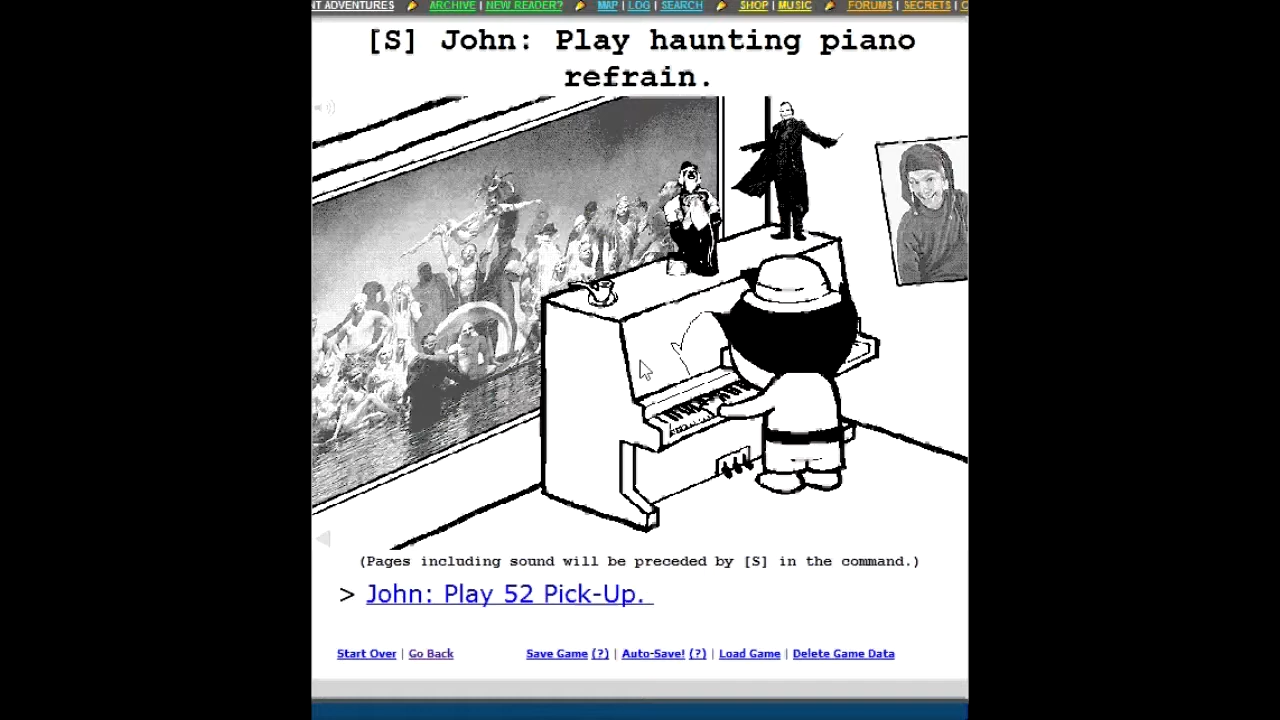 NT ADVENTURES ARCHIVE | NEW READER? MAP | LOG | SEARCH SHOP | MUSIC FORUMS | SECRETS |
[S] John: Play haunting piano
refrain.
(Pages including sound will be preceded by [S] in the command.)
> John: Play 52 Pick-Up.
Start Over | Go Back Save Game (?) | Auto-Save! (?) | Load Game | Delete Game Data